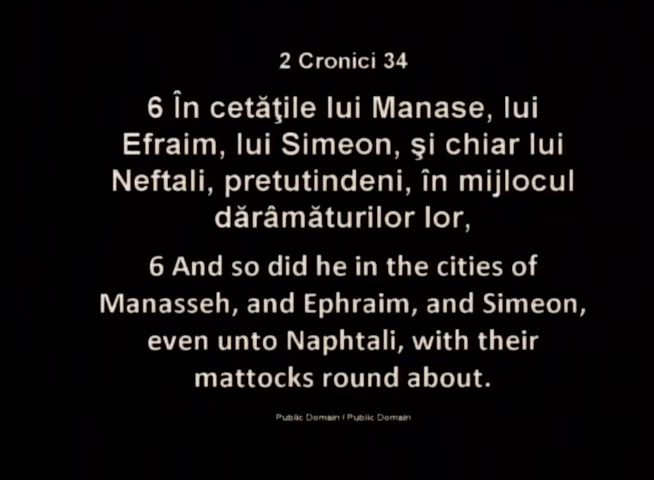 2 Cronici 34
6 În cetăţile lui Manase, lui
Efraim, lui Simeon, şi chiar lui
Neftali, pretutindeni, în mijlocul
dărâmăturilor lor,
6 And so did he in the cities of
Manasseh, and Ephraim, and Simeon,
even unto Naphtali, with their
mattocks round about.
Public Domain / Public Domain